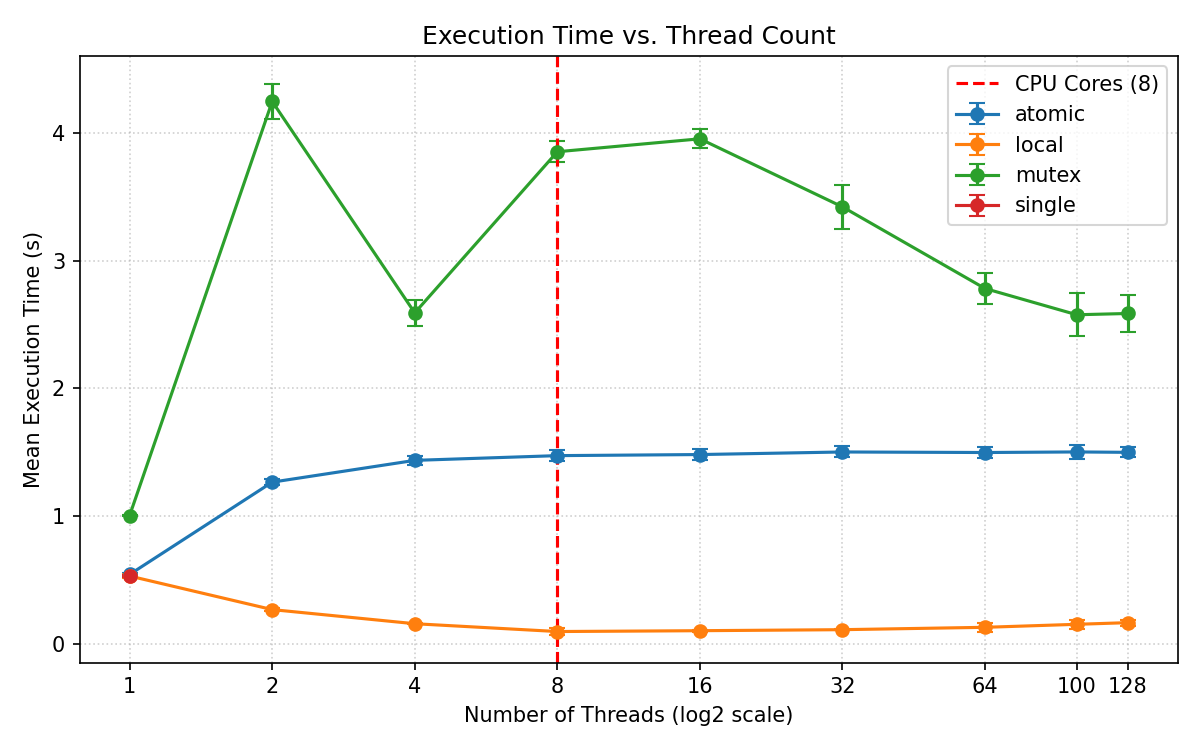 Execution Time vs. Thread Count
CPU Cores (8)
atomic
local
mutex
single
Mean Execution Time (s)
4
3
2
1
0
1 2 4 8 16 32 64 100 128
Number of Threads (log2 scale)